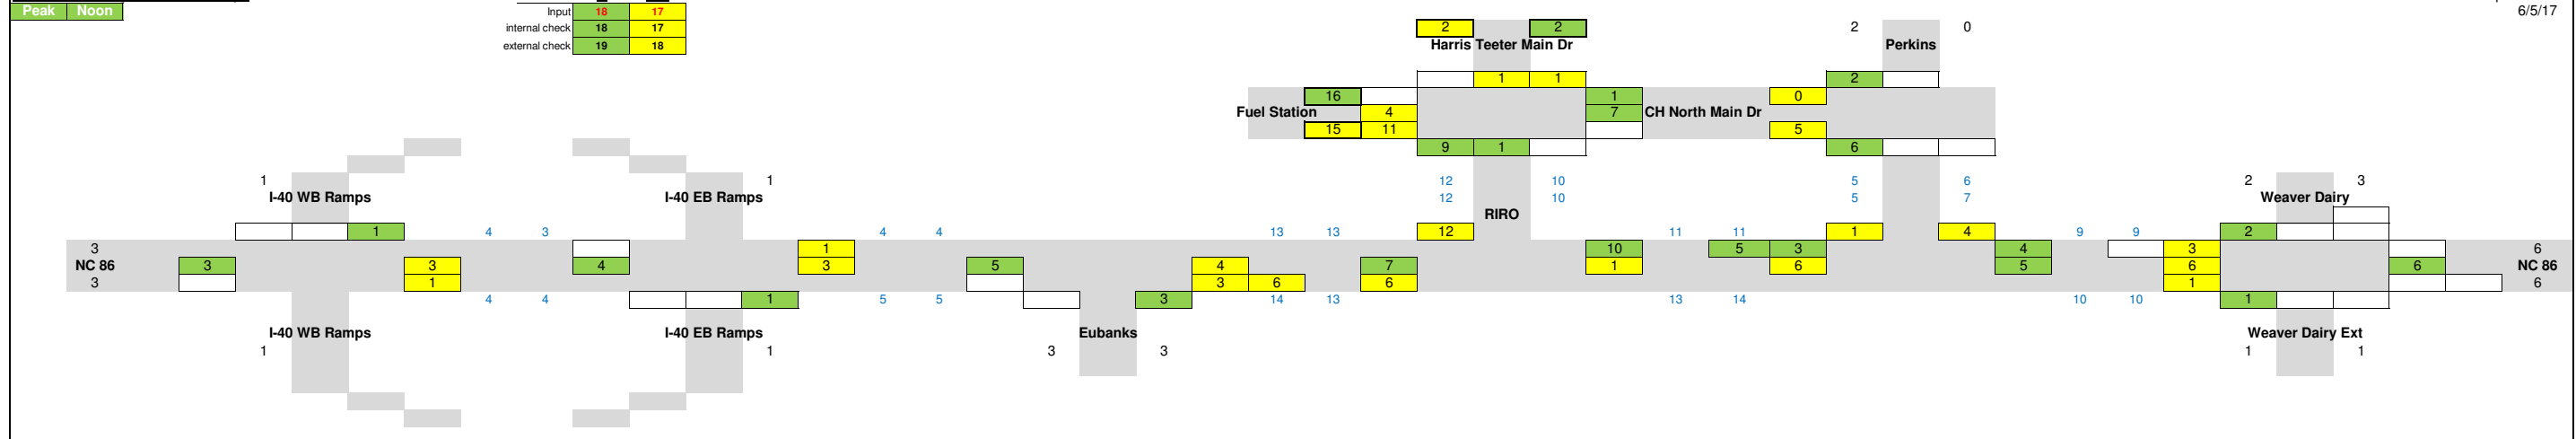 Peak Noon Input 18 17 6/5/17
internal check 18 17 2 2 2 0
external check 19 18 Harris Teeter Main Dr Perkins
1 1 2
16 1 0
Fuel Station 4 7 CH North Main Dr
15 11 5
9 1 6
1 1 12 10 5 6 2 3
I-40 WB Ramps I-40 EB Ramps 12 10 5 7 Weaver Dairy
RIRO
1 4 3 4 4 13 13 12 11 11 1 4 9 9 2
3 1 10 5 3 4 3 6
NC 86 3 3 4 3 5 4 7 1 6 5 6 6 NC 86
3 1 3 6 6 1 6
4 4 1 5 5 3 14 13 13 14 10 10 1
I-40 WB Ramps I-40 EB Ramps Eubanks Weaver Dairy Ext
1 1 3 3 1 1